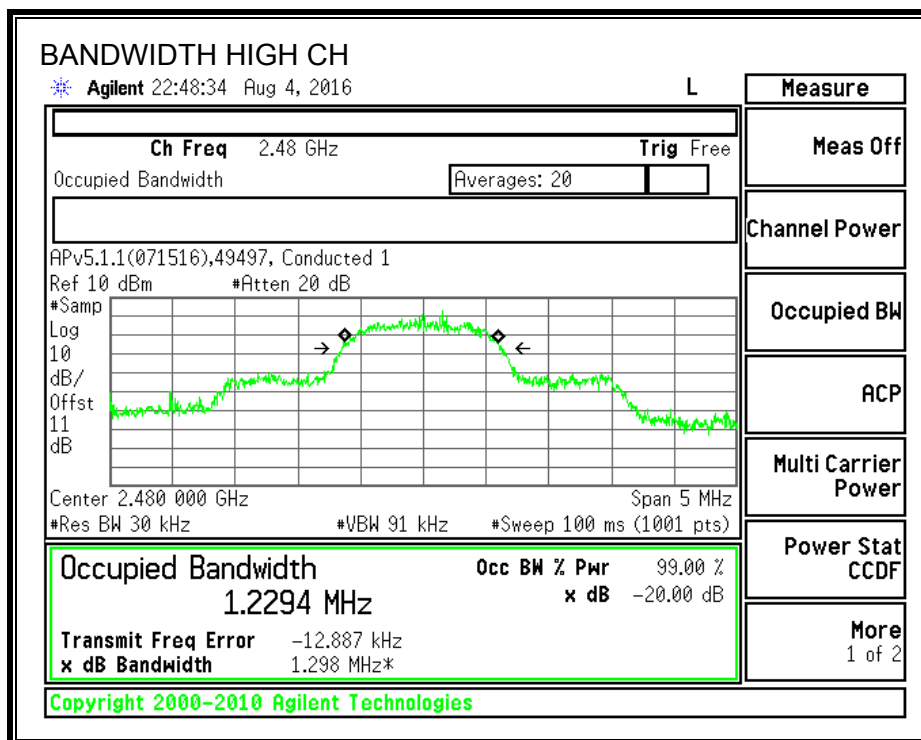 BANDWIDTH HIGH CH
Agilent 22:48:34 Aug 4, 2016 L
Measure
Ch Freq 2.48 GHz Trig Free
Meas Off
Occupied Bandwidth Averages: 20
Channel Power
APv5.1.1(071516),49497, Conducted 1
Ref 10 dBm #Atten 20 dB
#Samp
Log
10
dB/
Offst
11
dB
Occupied BW
ACP
Multi Carrier
Power
Center 2.480 000 GHz Span 5 MHz
#Res BW 30 kHz #VBW 91 kHz #Sweep 100 ms (1001 pts)
Power Stat
CCDF
Occupied Bandwidth Occ BW % Pwr 99.00 %
1.2294 MHz x dB -20.00 dB
Transmit Freq Error -12.887 kHz
x dB Bandwidth 1.298 MHz*
More
1 of 2
Copyright 2000-2010 Agilent Technologies